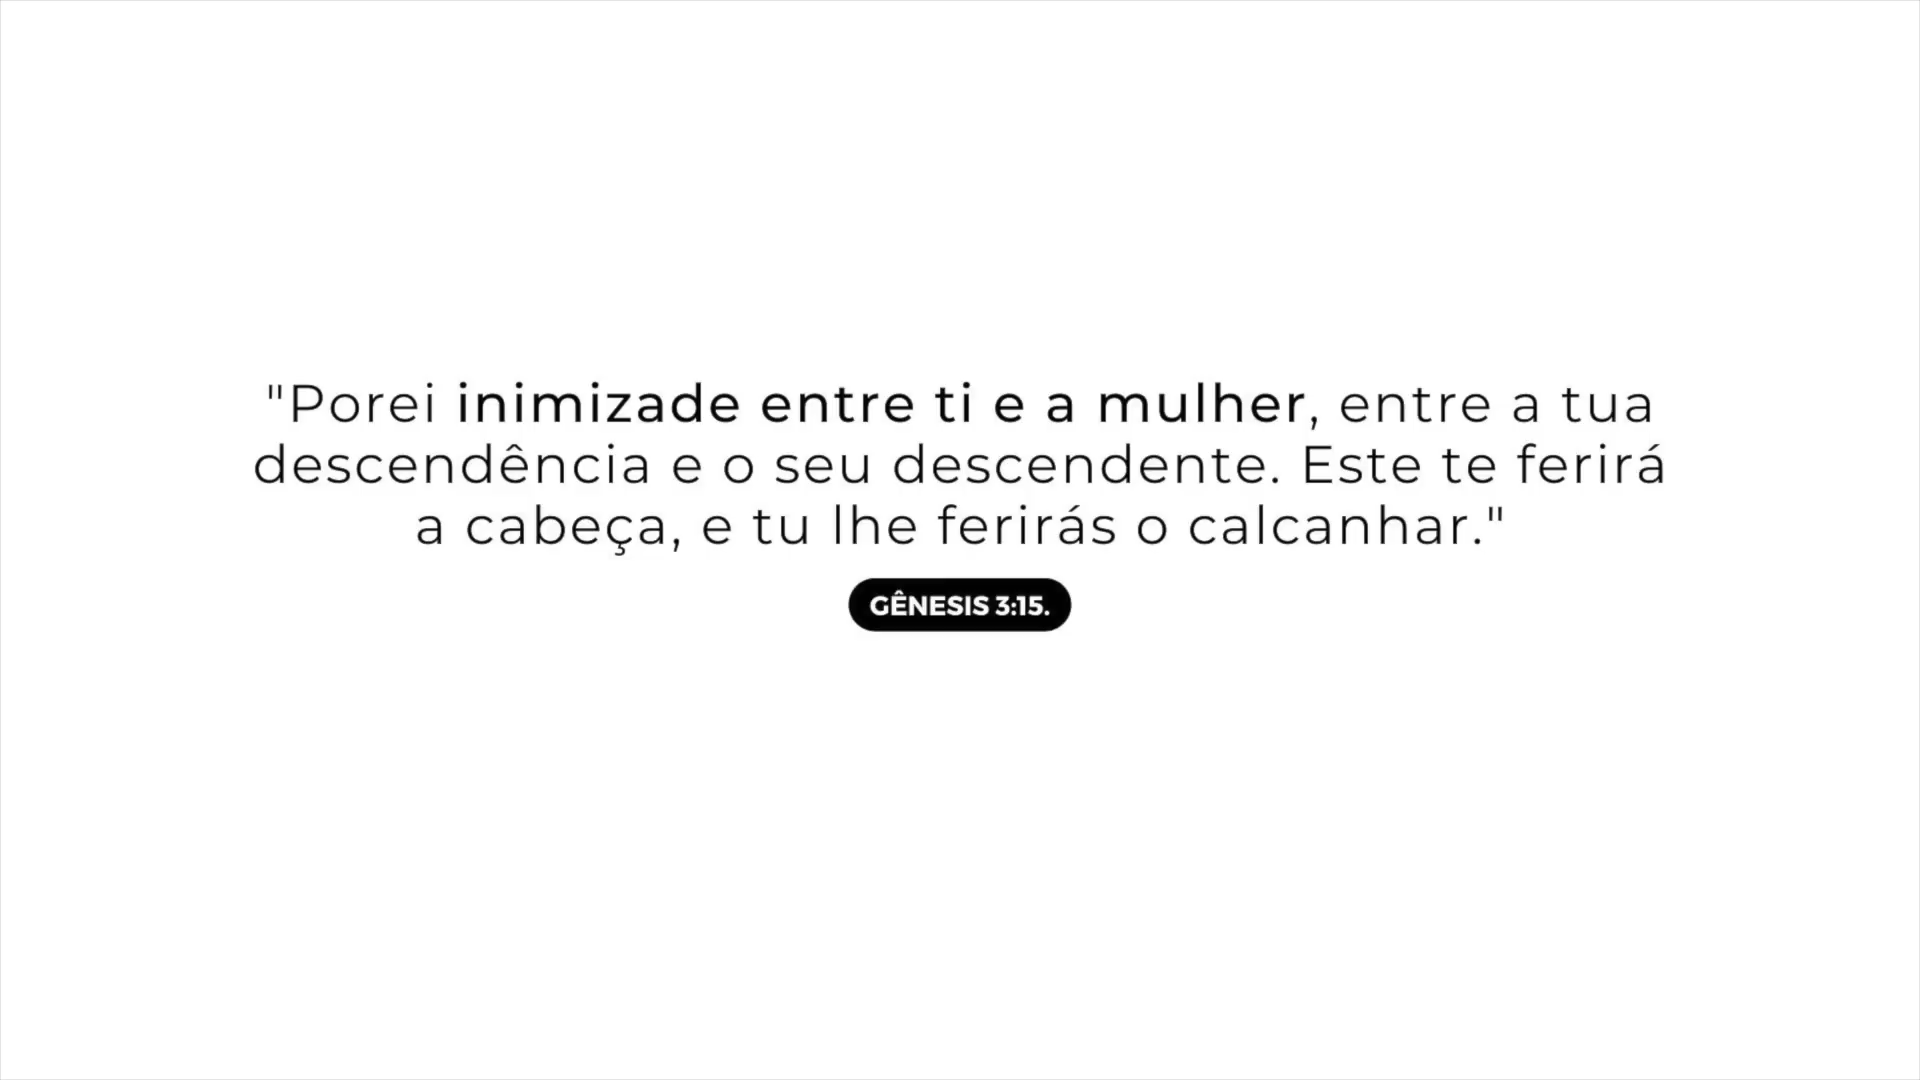 "Porei inimizade entre ti e a mulher, entre a tua
descendência e o seu descendente. Este te ferirá
a cabeça, e tu lhe ferirás o calcanhar."
GÊNESIS 3:15.